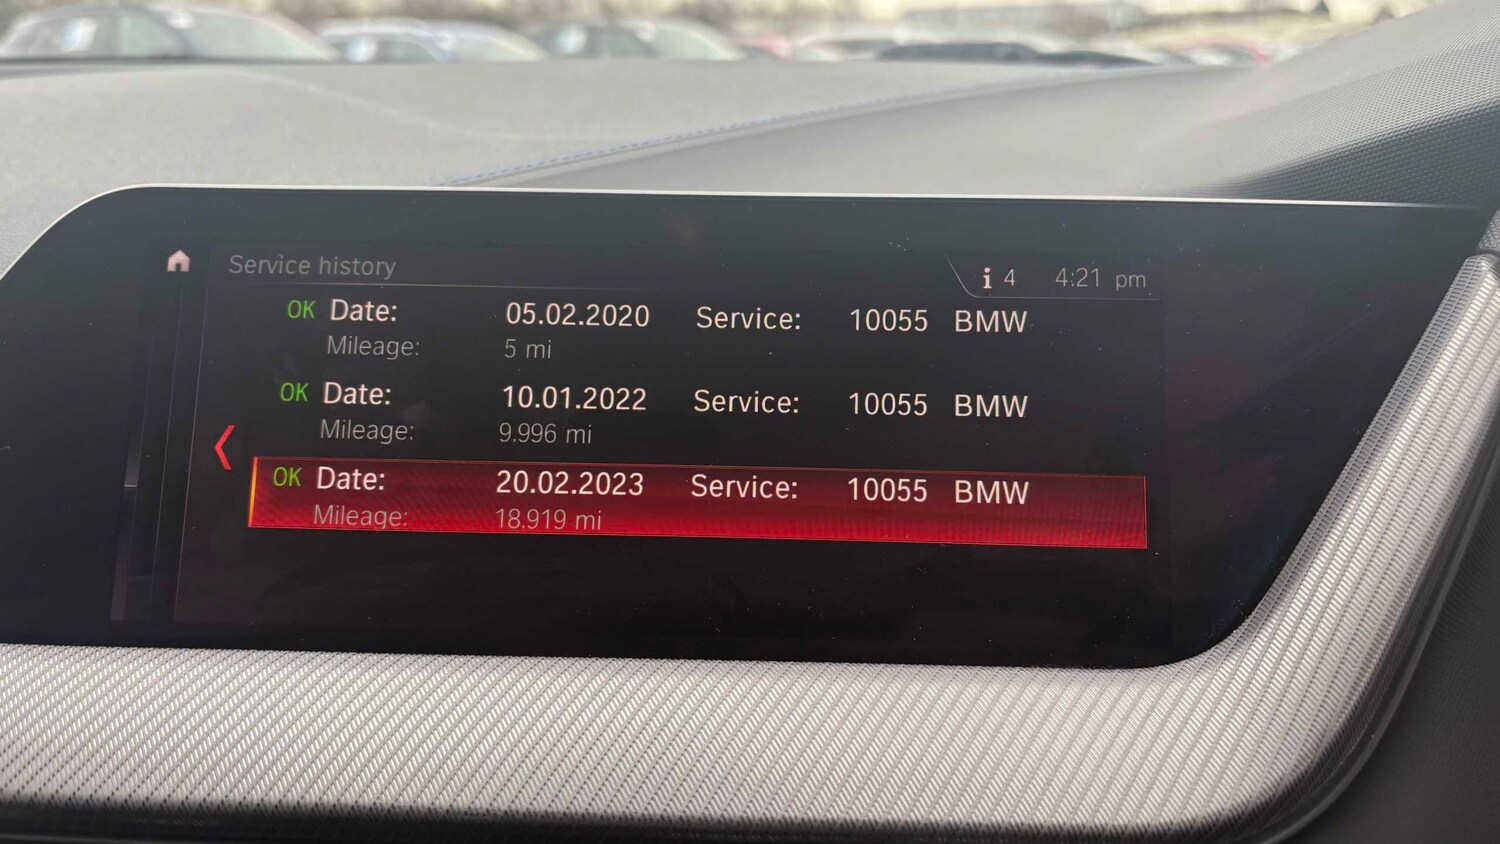 Service history
i 4 4:21 pm
OK Date: 05.02.2020 Service: 10055 BMW
Mileage: 5 mi
OK Date: 10.01.2022 Service: 10055 BMW
Mileage: 9.996 mi
OK Date: 20.02.2023 Service: 10055 BMW
Mileage: 18.919 mi